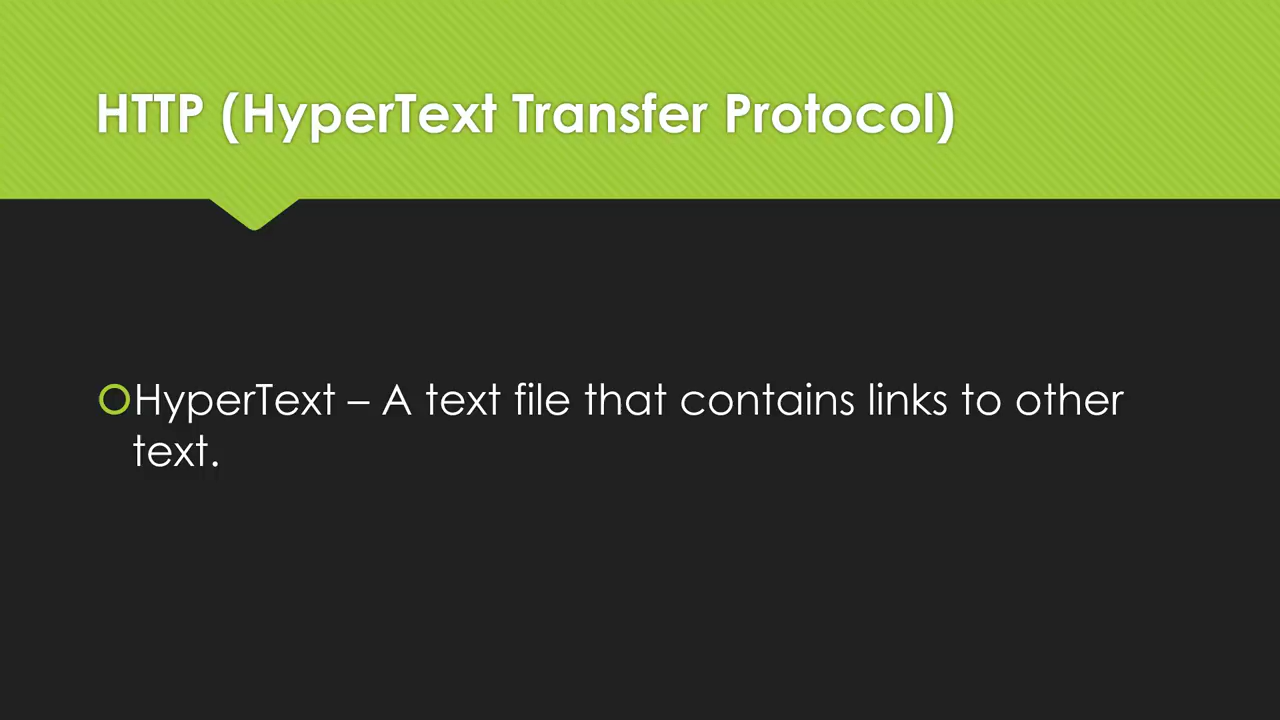 HTTP (HyperText Transfer Protocol)
HyperText – A text file that contains links to other
text.